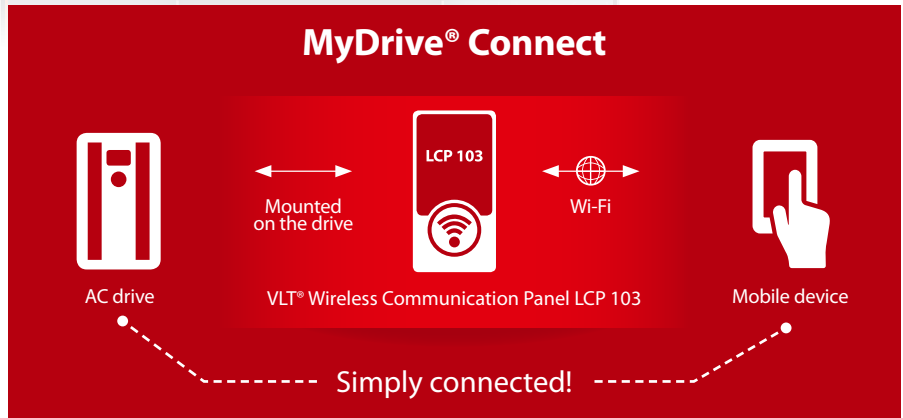 MyDrive® Connect
LCP 103
Mounted
on the drive
Wi-Fi
AC drive
VLT® Wireless Communication Panel LCP 103
Mobile device
Simply connected!